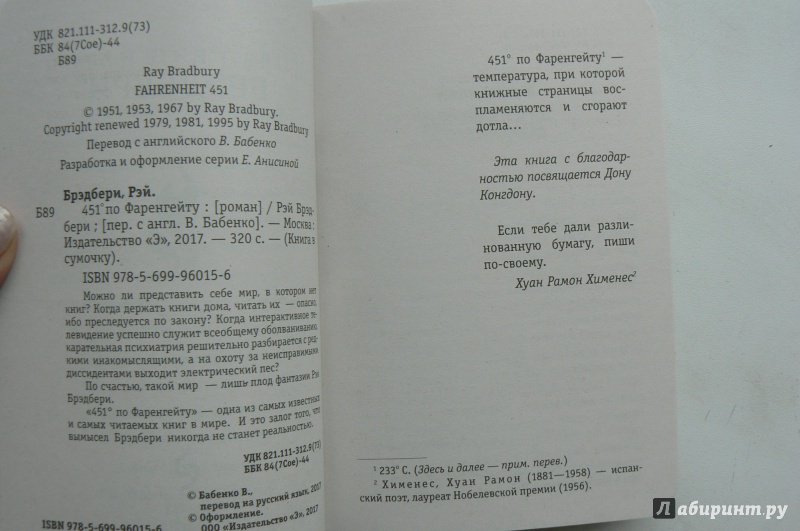 УДК 821.111-312.9(73)
ББК 84(7Сое)-44
Б89
Ray Bradbury
FAHRENHEIT 451
© 1951, 1953, 1967 by Ray Bradbury.
Copyright renewed 1979, 1981, 1995 by Ray Bradbury
Перевод с английского В. Бабенко
Разработка и оформление серии Е. Анисиной
Брэдбери, Рэй.
Б89
451° по Фаренгейту : [роман] / Рэй Брэд-
бери ; [пер. с англ. В. Бабенко]. — Москва :
Издательство «Э», 2017. — 320 с. — (Книга в
сумочку).
ISBN 978-5-699-96015-6
Можно ли представить себе мир, в котором нет
книг? Когда держать книги дома, читать их — опасно,
ибо преследуется по закону? Когда интерактивное те-
левидение успешно служит всеобщему оболваниванию,
карательная психиатрия решительно разбирается с ред-
кими инакомыслящими, а на охоту за неисправимыми
диссидентами выходит электрический пес?
По счастью, такой мир — лишь плод фантазии Рэя
Брэдбери.
«451° по Фаренгейту» — одна из самых известных
и самых читаемых книг в мире. И это залог того, что
вымысел Брэдбери никогда не станет реальностью.
УДК 821.111-312.9(73)
ББК 84(7Сое)-44
© Бабенко В.,
перевод на русский язык, 2017
© Оформление.
ООО «Издательство «Э», 2017
ISBN 978-5-699-96015-6
451° по Фаренгейту¹ —
температура, при которой
книжные страницы вос-
пламеняются и сгорают
дотла...
Эта книга с благодар-
ностью посвящается Дону
Конгдону.
Если тебе дали разли-
нованную бумагу, пиши
по-своему.
Хуан Рамон Хименес²
¹ 233° С. (Здесь и далее — прим. перев.)
² Хименес, Хуан Рамон (1881—1958) — испан-
ский поэт, лауреат Нобелевской премии (1956).
Лабиринт.ру